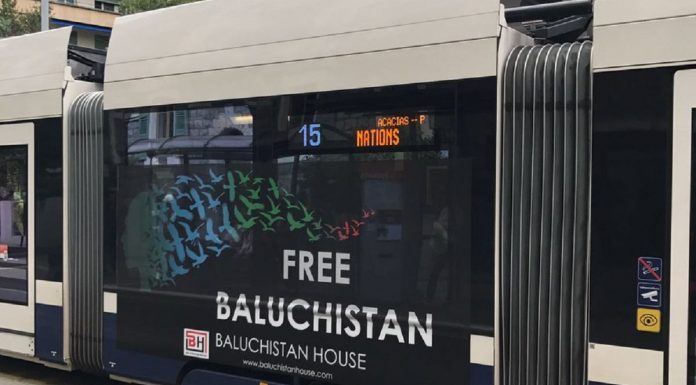 ACACIAS--P
15 NATIONS
FREE
BALUCHISTAN
BH BALUCHISTAN HOUSE
www.baluchistanhouse.com